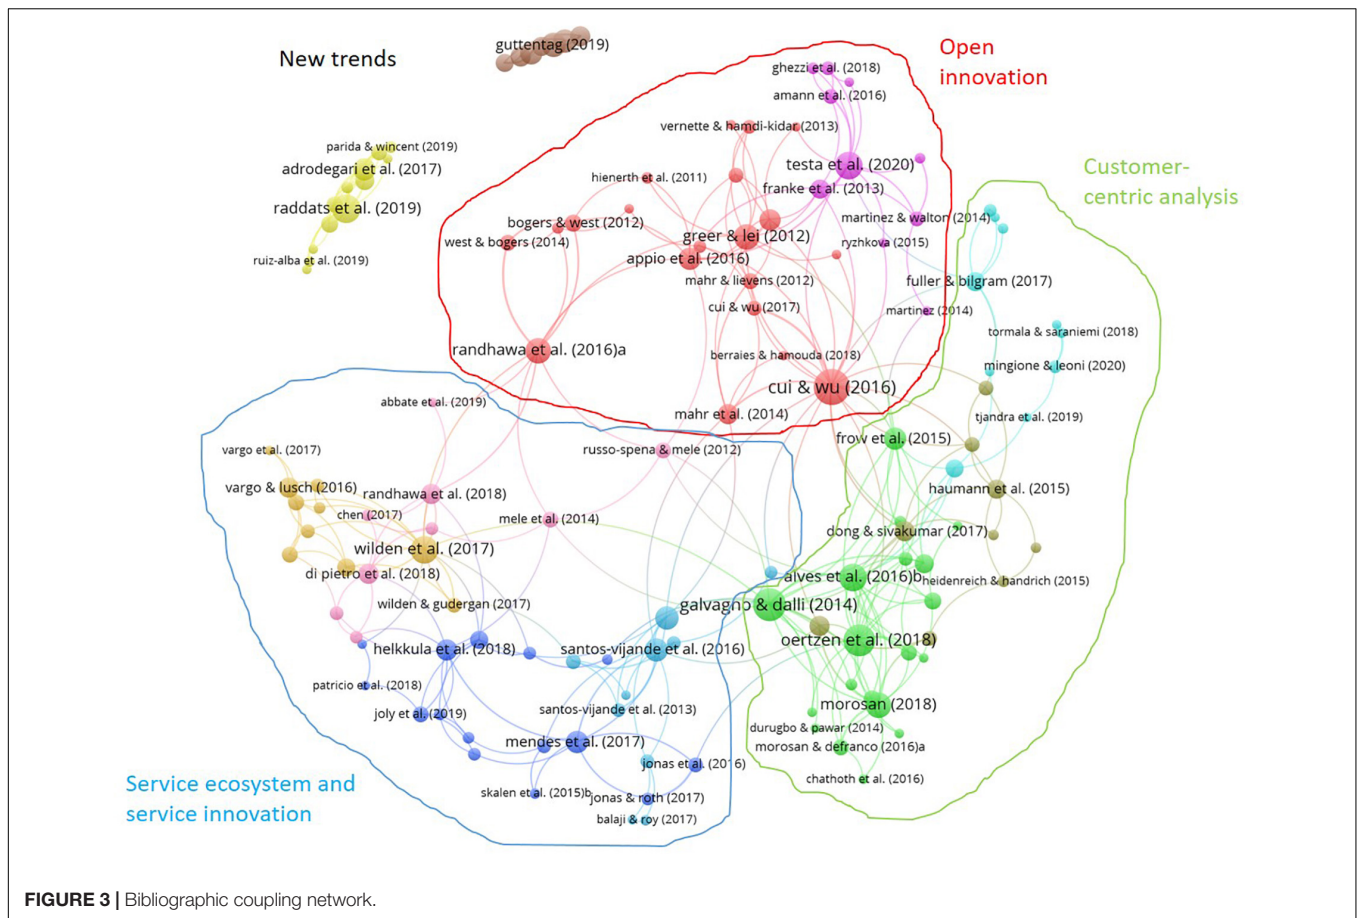 guttentag (2019)
New trends
Open
innovation
ghezzi et al. (2018)
amann et al. (2016)
vernette & hamdi-kidar (2013)
parida & wincent (2019)
adrodegari et al. (2017)
testa et al. (2020)
Customer-
centric analysis
hienerth et al. (2011)
franke et al. (2013)
raddats et al. (2019)
bogers & west (2012)
martinez & walton (2014)
greer & lei (2012)
west & bogers (2014)
ryzhkova (2015)
ruiz-alba et al. (2019)
appio et al. (2016)
mahr & lievens (2012)
fuller & bilgram (2017)
cui & wu (2017)
martinez (2014)
tormala & saraniemi (2018)
randhawa et al. (2016)a
berraies & hamouda (2018)
mingione & leoni (2020)
cui & wu (2016)
abbate et al. (2019)
mahr et al. (2014)
tjandra et al. (2019)
frow et al. (2015)
vargo et al. (2017)
russo-spena & mele (2012)
vargo & lusch (2016)
randhawa et al. (2018)
haumann et al. (2015)
chen (2017)
mele et al. (2014)
dong & sivakumar (2017)
wilden et al. (2017)
di pietro et al. (2018)
alves et al. (2016)b
heidenreich & handrich (2015)
wilden & gudergan (2017)
galvagno & dalli (2014)
oertzen et al. (2018)
helkkula et al. (2018)
santos-vijande et al. (2016)
patricio et al. (2018)
morosan (2018)
joly et al. (2019)
santos-vijande et al. (2013)
durugbo & pawar (2014)
mendes et al. (2017)
morosan & defranco (2016)a
jonas et al. (2016)
chathoth et al. (2016)
Service ecosystem and
service innovation
skalen et al. (2015)b
jonas & roth (2017)
balaji & roy (2017)
FIGURE 3 | Bibliographic coupling network.